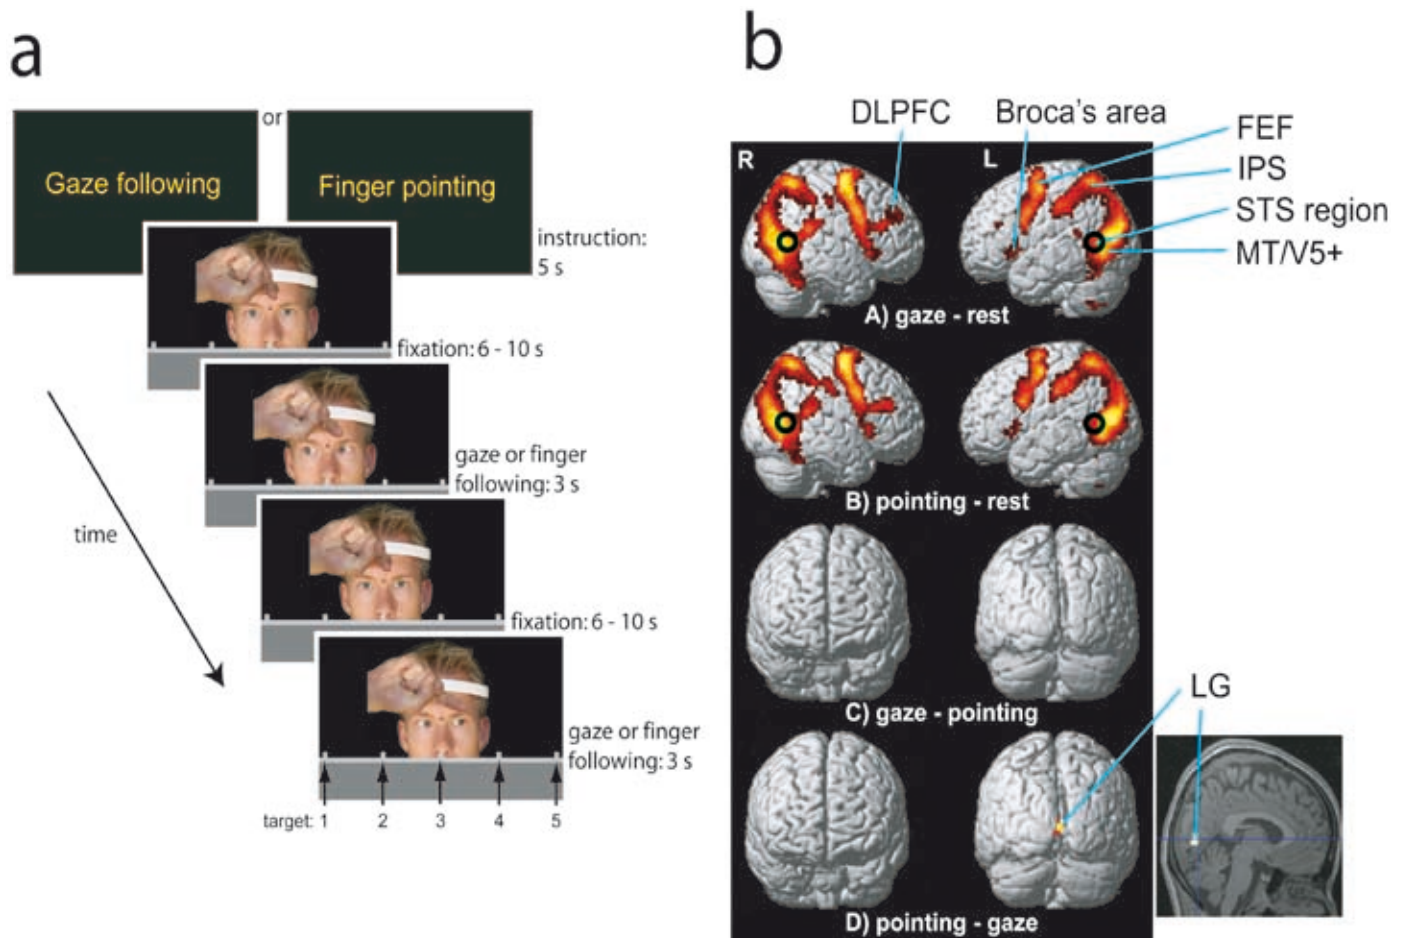 a
Gaze following
or
Finger pointing
instruction:
5 s
fixation: 6 - 10 s
gaze or finger
following: 3 s
time
fixation: 6 - 10 s
gaze or finger
following: 3 s
target: 1 2 3 4 5
b
DLPFC
Broca's area
FEF
IPS
STS region
MT/V5+
R
L
A) gaze - rest
B) pointing - rest
C) gaze - pointing
LG
D) pointing - gaze